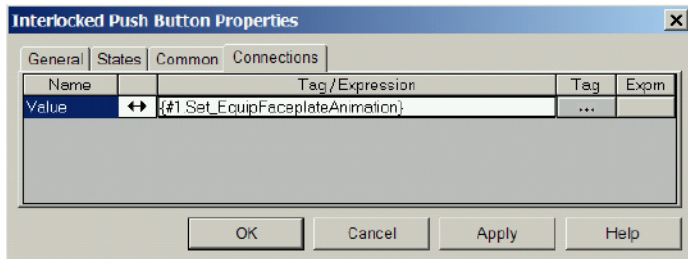 Interlocked Push Button Properties
General States Common Connections
Name Tag/Expression Tag Exprn
Value {#1.Set_EquipFaceplateAnimation} ...
OK Cancel Apply Help